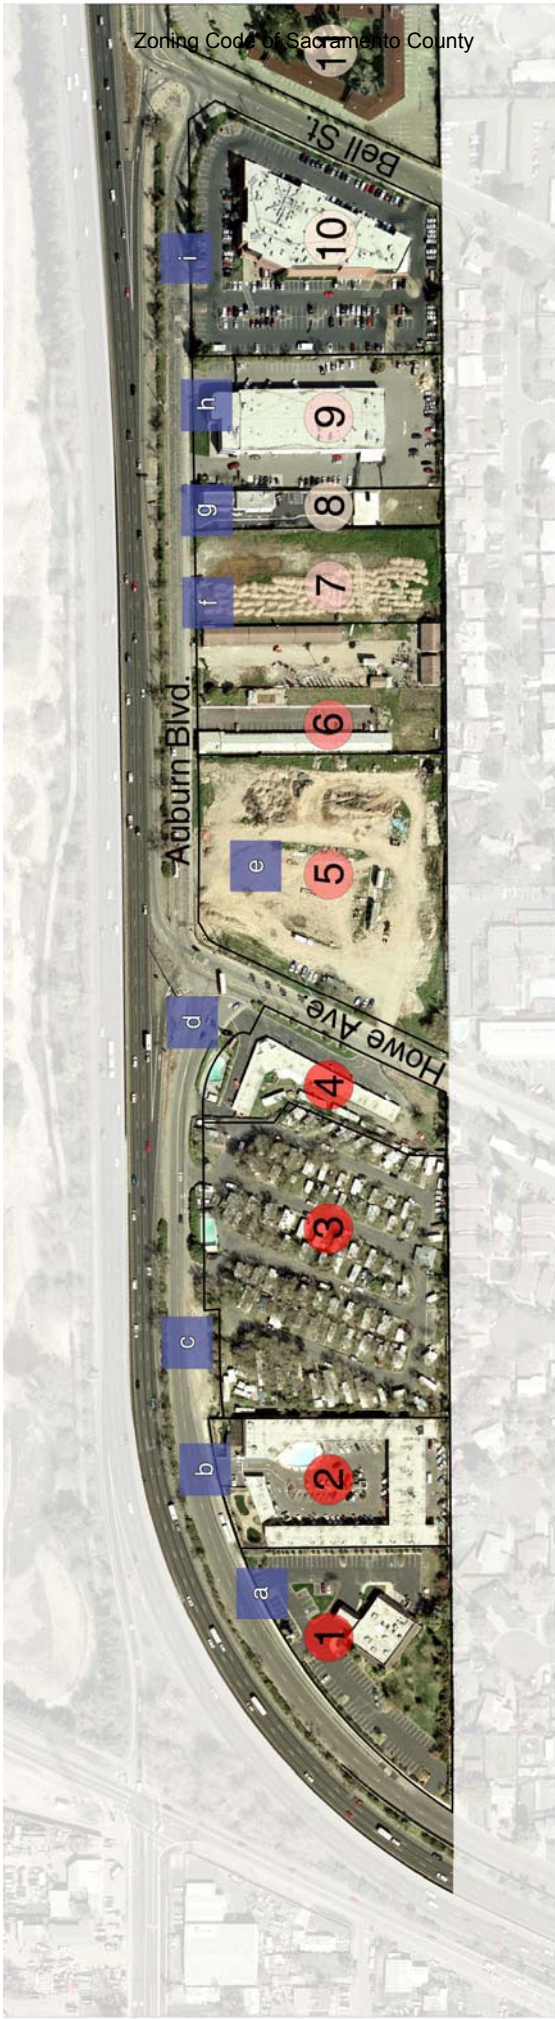 Zoning Code of Sacramento County
11
Bell St.
10
i
9
h
8
g
7
f
6
Auburn Blvd.
5
e
Howe Ave
4
d
3
c
2
b
1
a